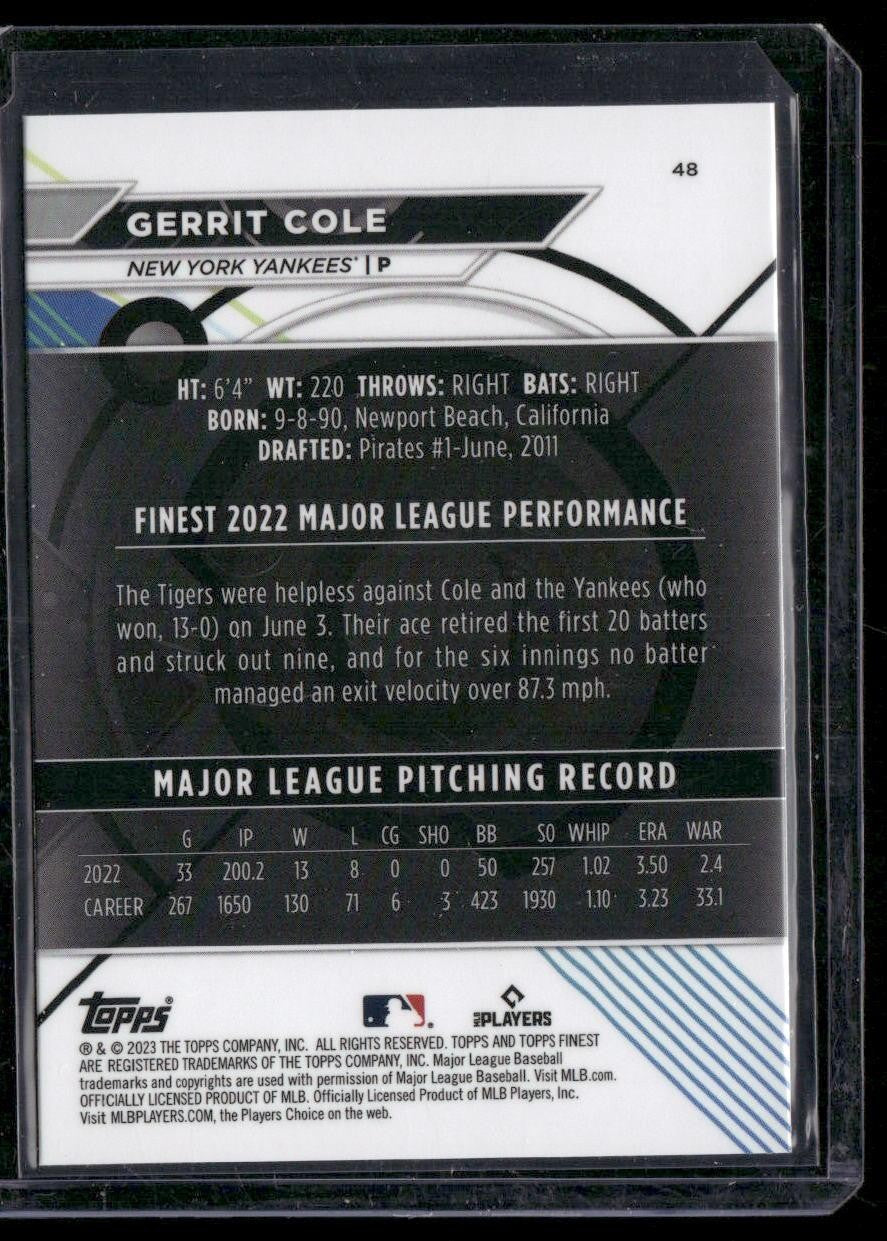 48
GERRIT COLE
NEW YORK YANKEES® | P
HT: 6'4" WT: 220 THROWS: RIGHT BATS: RIGHT
BORN: 9-8-90, Newport Beach, California
DRAFTED: Pirates #1-June, 2011
FINEST 2022 MAJOR LEAGUE PERFORMANCE
The Tigers were helpless against Cole and the Yankees (who
won, 13-0) on June 3. Their ace retired the first 20 batters
and struck out nine, and for the six innings no batter
managed an exit velocity over 87.3 mph.
MAJOR LEAGUE PITCHING RECORD
G IP W L CG SHO BB SO WHIP ERA WAR
2022 33 200.2 13 8 0 0 50 257 1.02 3.50 2.4
CAREER 267 1650 130 71 6 3 423 1930 1.10 3.23 33.1
topps® MLB PLAYERS
® & © 2023 THE TOPPS COMPANY, INC. ALL RIGHTS RESERVED. TOPPS AND TOPPS FINEST
ARE REGISTERED TRADEMARKS OF THE TOPPS COMPANY, INC. Major League Baseball
trademarks and copyrights are used with permission of Major League Baseball. Visit MLB.com.
OFFICIALLY LICENSED PRODUCT OF MLB. Officially Licensed Product of MLB Players, Inc.
Visit MLBPLAYERS.COM, the Players Choice on the web.